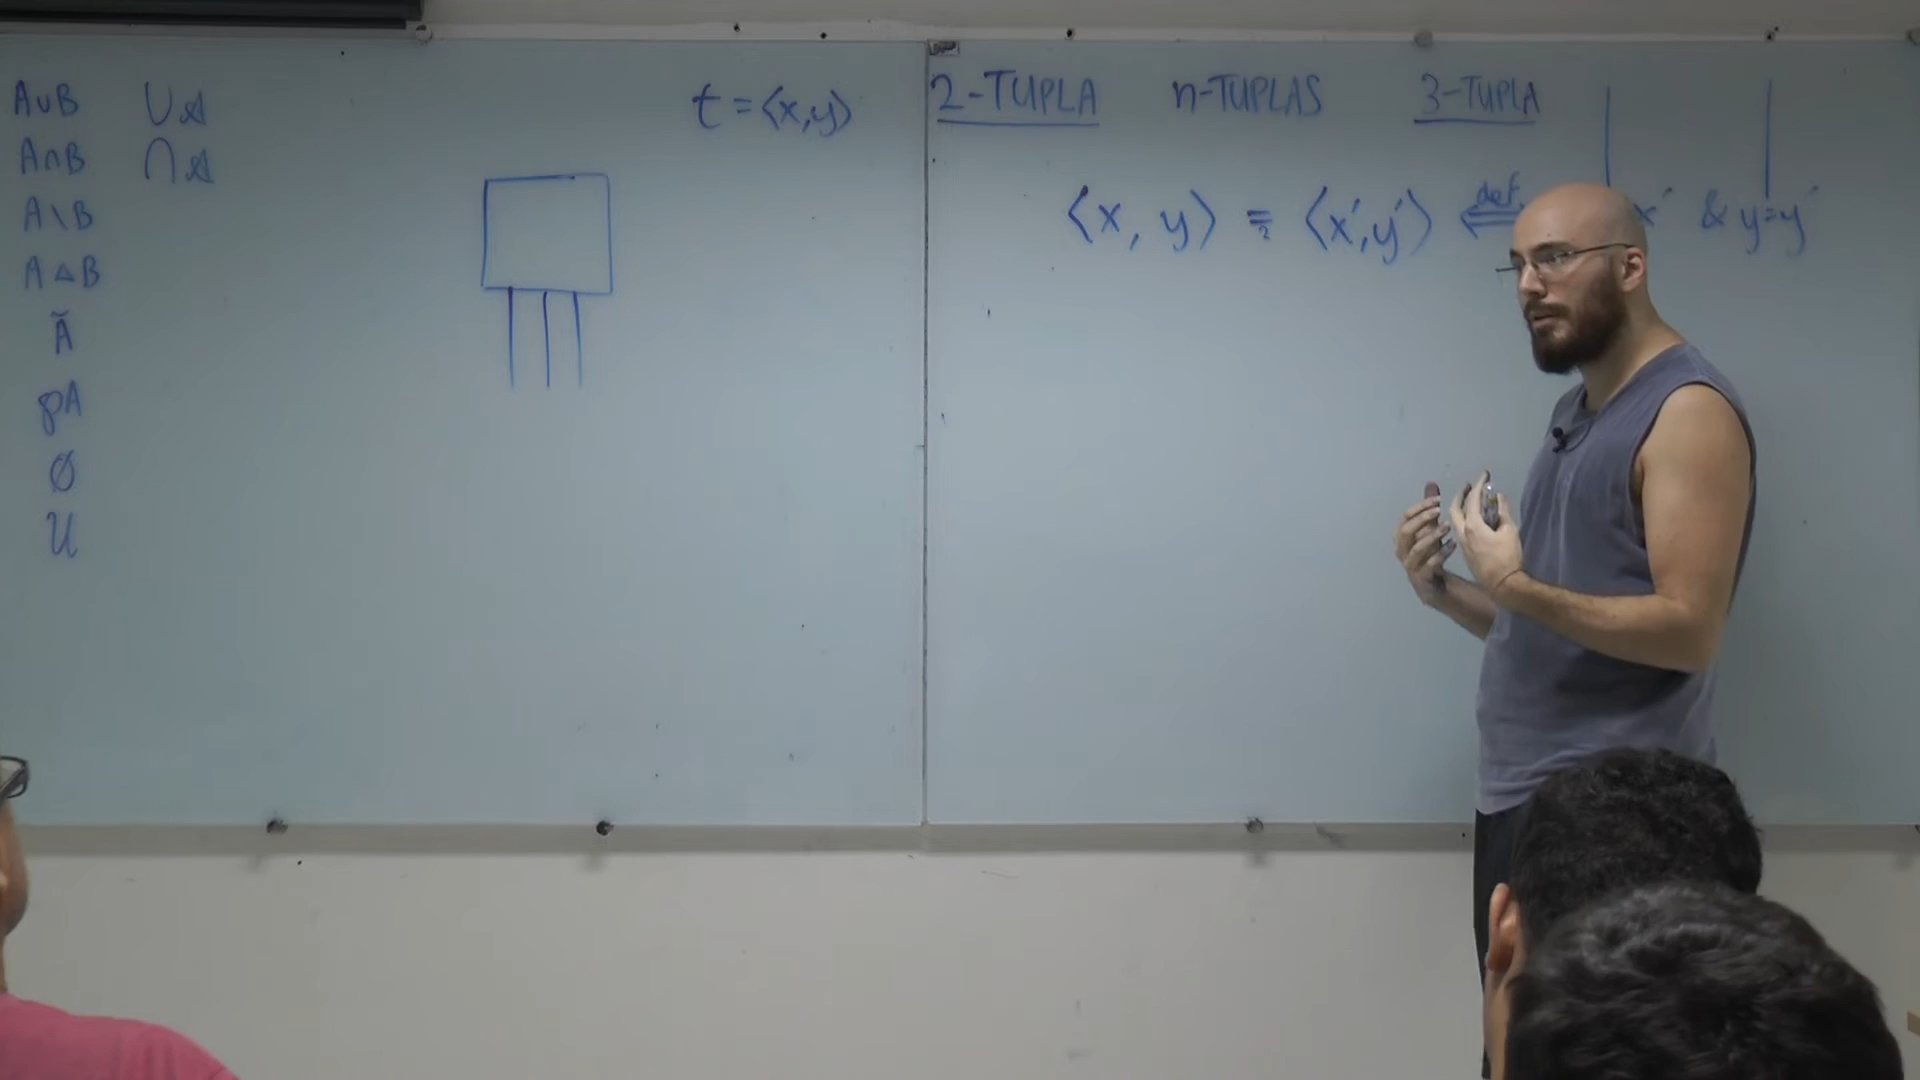 A∪B ∪𝒜
A∩B ∩𝒜
A\B
A△B
Ã
℘A
∅
𝒰
t = ⟨x,y⟩
2-TUPLA n-TUPLAS 3-TUPLA
⟨x, y⟩ =₂ ⟨x′,y′⟩ ⟸ def. x′ & y=y′